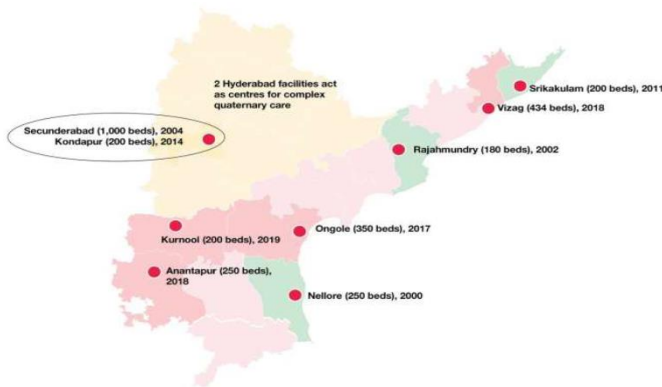 2 Hyderabad facilities act
as centres for complex
quaternary care
Srikakulam (200 beds), 2011
Vizag (434 beds), 2018
Secunderabad (1,000 beds), 2004
Kondapur (200 beds), 2014
Rajahmundry (180 beds), 2002
Ongole (350 beds), 2017
Kurnool (200 beds), 2019
Anantapur (250 beds),
2018
Nellore (250 beds), 2000